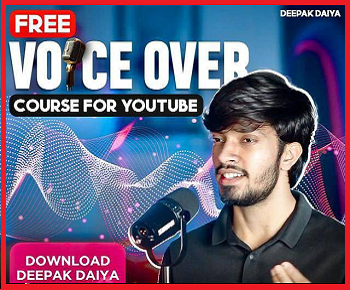 DEEPAK DAIYA
FREE
VOICE OVER
COURSE FOR YOUTUBE
DOWNLOAD
DEEPAK DAIYA